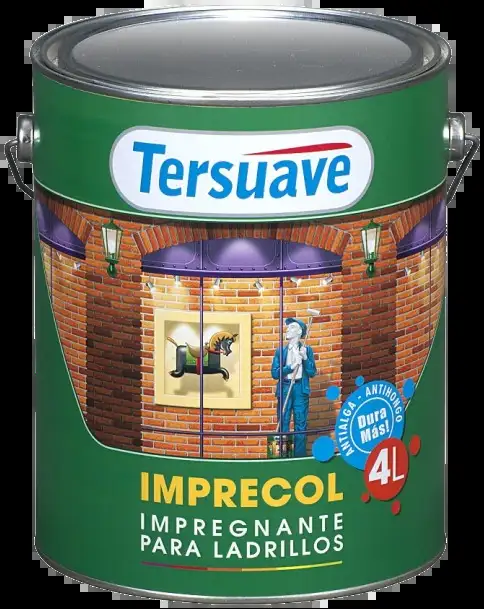 Tersuave
ANTIALGA - ANTIHONGO
Dura
Más!
4L
IMPRECOL
IMPREGNANTE
PARA LADRILLOS